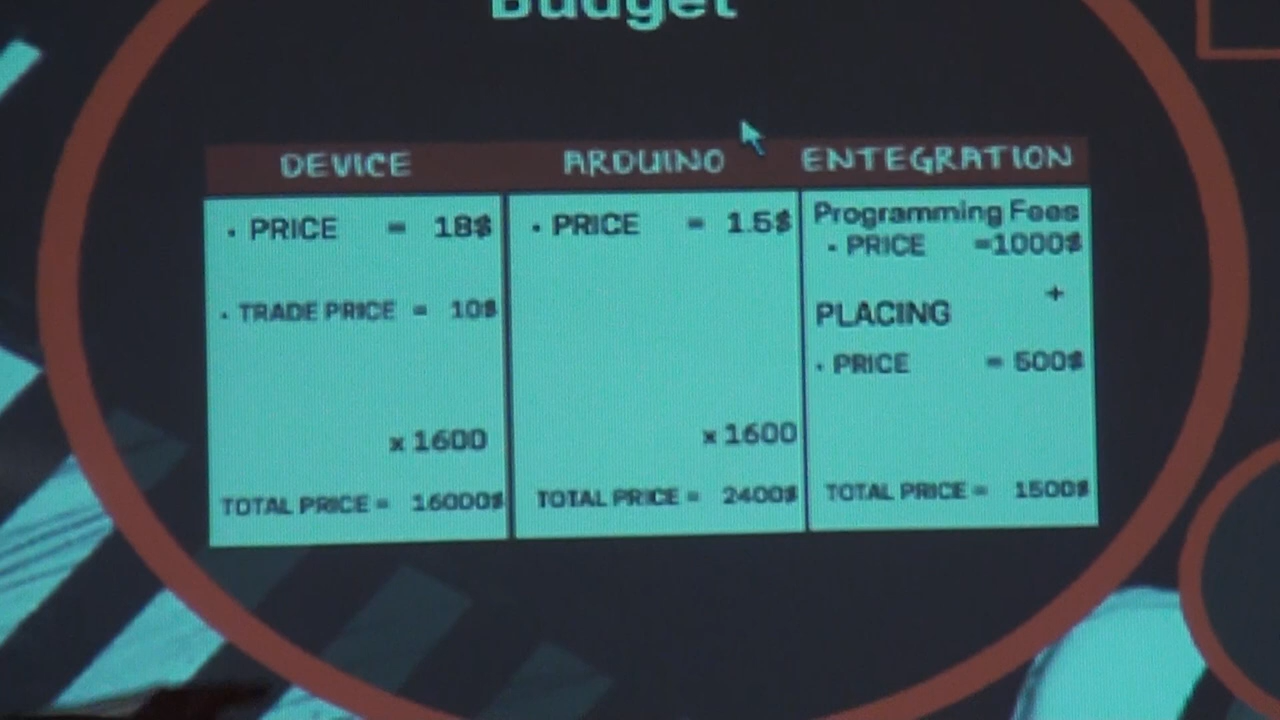 Budget
DEVICE ARDUINO ENTEGRATION
• PRICE = 18$
• TRADE PRICE = 10$
x 1600
TOTAL PRICE = 16000$
• PRICE = 1.5$
x 1600
TOTAL PRICE = 2400$
Programming Fees
• PRICE =1000$
+
PLACING
• PRICE = 500$
TOTAL PRICE = 1500$